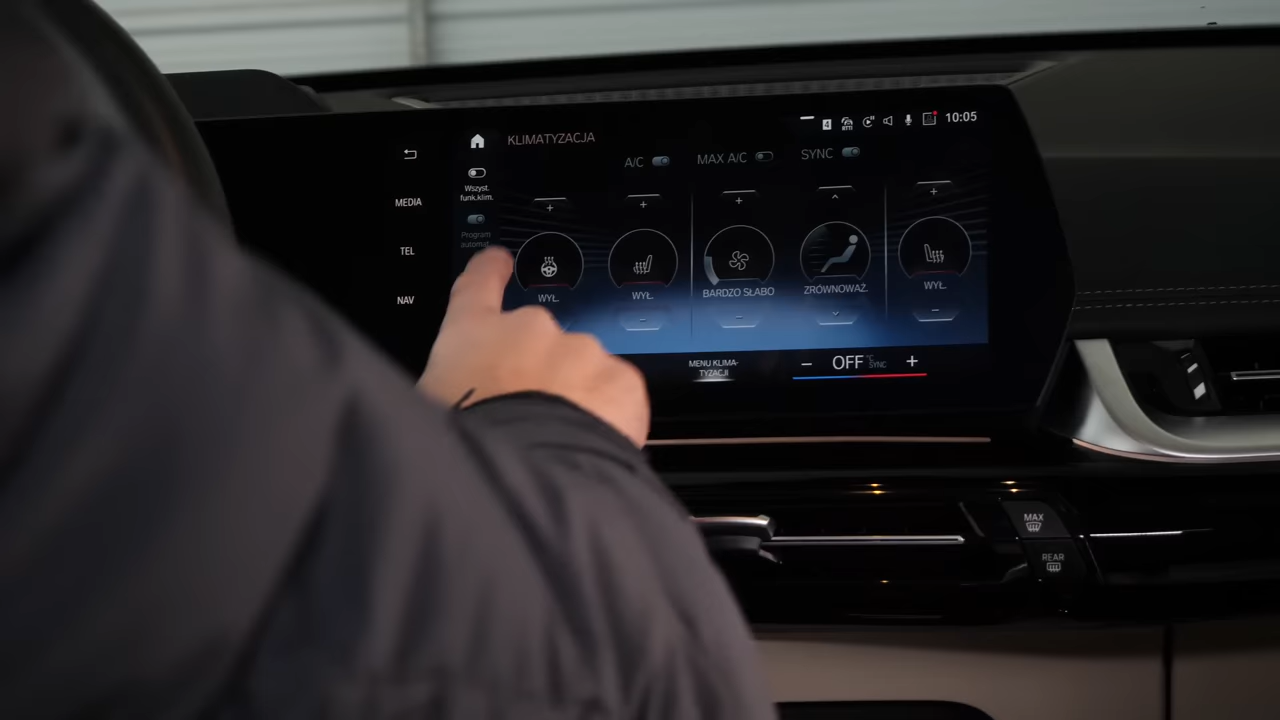 4
10:05
KLIMATYZACJA
A/C
MAX A/C
SYNC
Wszyst.
funk.klim.
MEDIA
Program
automat.
TEL
WYŁ.
WYŁ.
BARDZO SŁABO
ZRÓWNOWAŻ.
WYŁ.
NAV
MENU KLIMA-
TYZACJI
− OFF °C +
SYNC
MAX
REAR